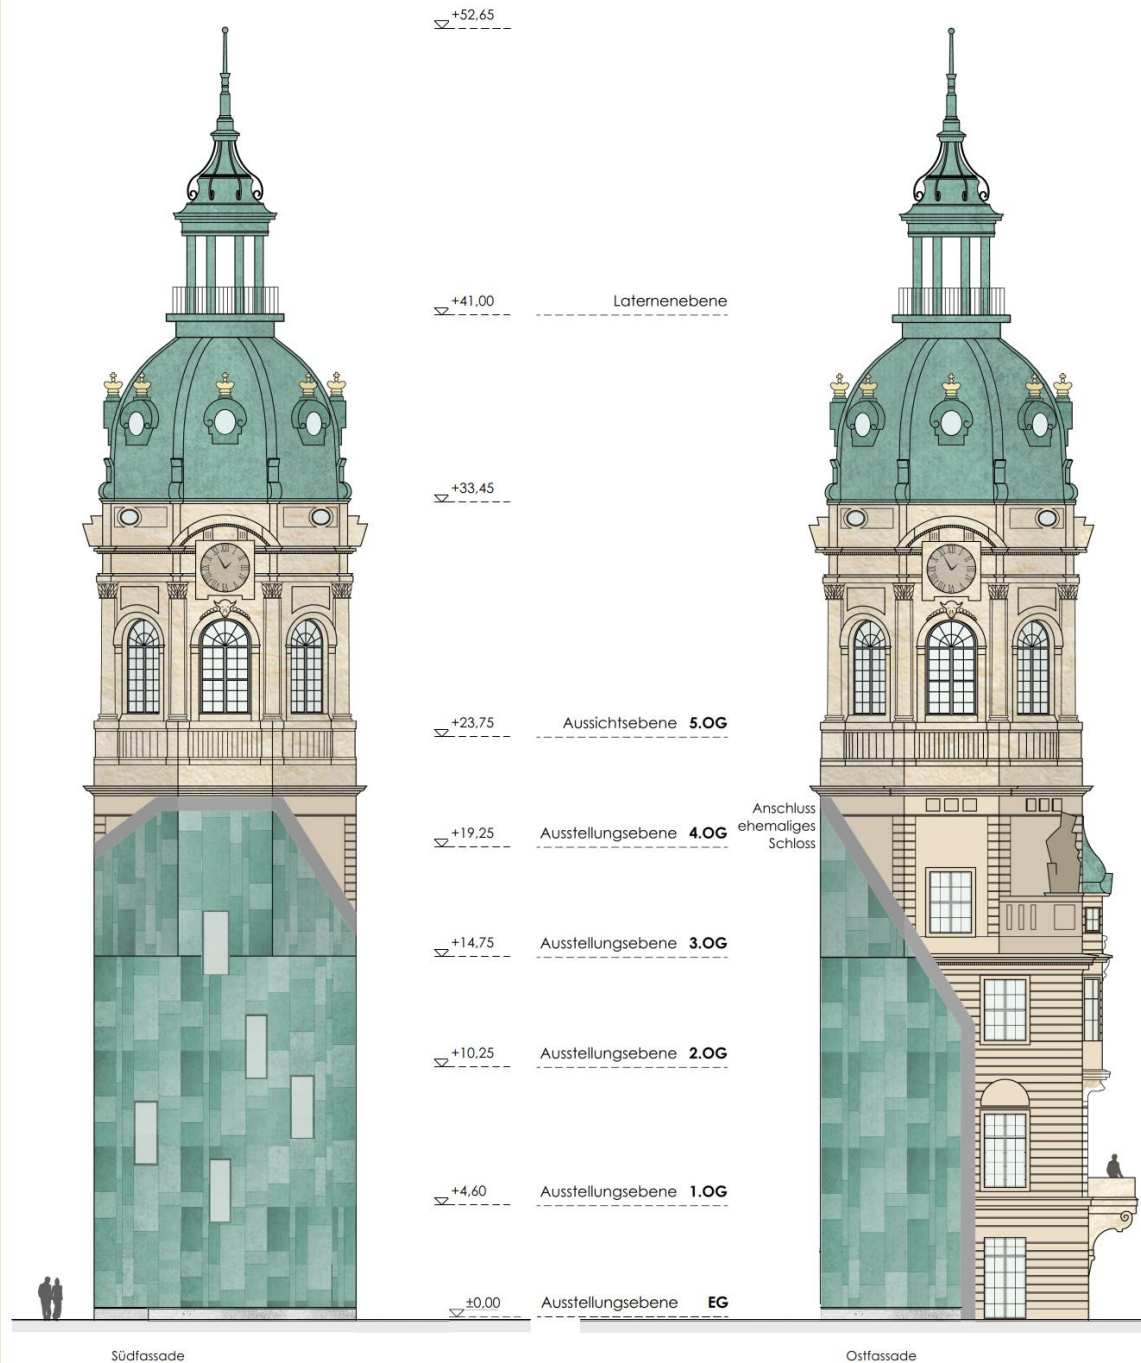 +52,65
+41,00 Laternenebene
+33,45
+23,75 Aussichtsebene 5.OG
Anschluss
ehemaliges
Schloss
+19,25 Ausstellungsebene 4.OG
+14,75 Ausstellungsebene 3.OG
+10,25 Ausstellungsebene 2.OG
+4,60 Ausstellungsebene 1.OG
±0,00 Ausstellungsebene EG
Südfassade
Ostfassade